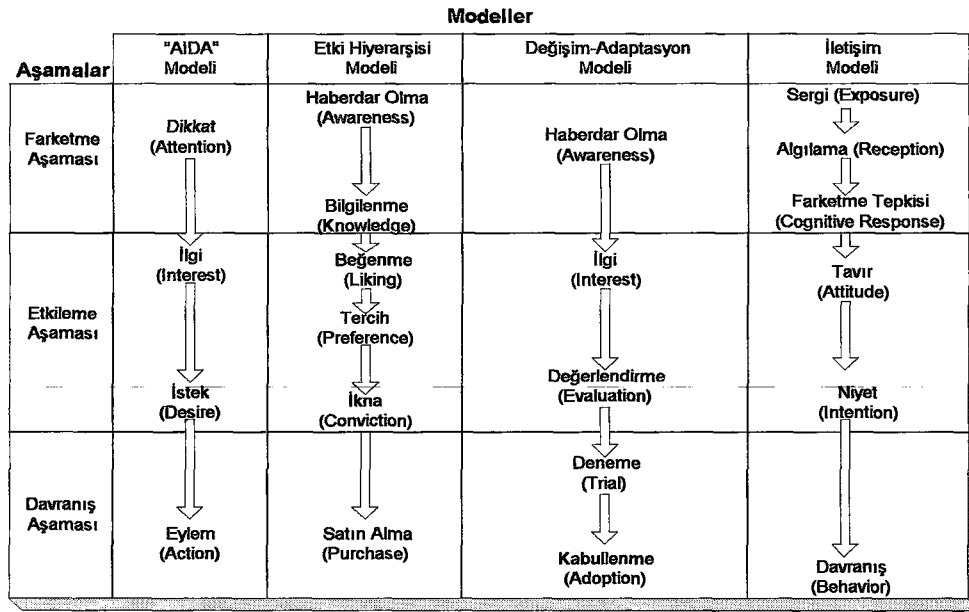 Modeller
Aşamalar
"AIDA"
Modeli
Etki Hiyerarşisi
Modeli
Değişim-Adaptasyon
Modeli
İletişim
Modeli
Farketme
Aşaması
Dikkat
(Attention)
Haberdar Olma
(Awareness)
Bilgilenme
(Knowledge)
Haberdar Olma
(Awareness)
Sergi (Exposure)
Algılama (Reception)
Farketme Tepkisi
(Cognitive Response)
Etkileme
Aşaması
İlgi
(Interest)
İstek
(Desire)
Beğenme
(Liking)
Tercih
(Preference)
İkna
(Conviction)
İlgi
(Interest)
Değerlendirme
(Evaluation)
Tavır
(Attitude)
Niyet
(Intention)
Davranış
Aşaması
Eylem
(Action)
Satın Alma
(Purchase)
Deneme
(Trial)
Kabullenme
(Adoption)
Davranış
(Behavior)